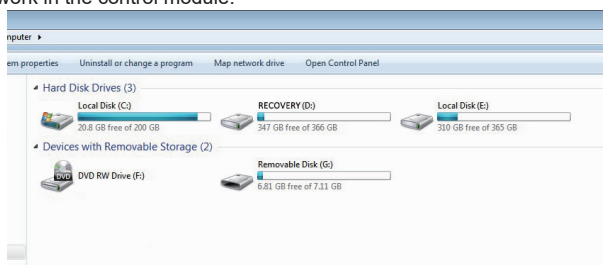 work in the control module.
mputer ▸
em properties Uninstall or change a program Map network drive Open Control Panel
Hard Disk Drives (3)
Local Disk (C:) RECOVERY (D:) Local Disk (E:)
20.8 GB free of 200 GB 347 GB free of 366 GB 310 GB free of 365 GB
Devices with Removable Storage (2)
DVD RW Drive (F:) Removable Disk (G:)
DVD 6.81 GB free of 7.11 GB